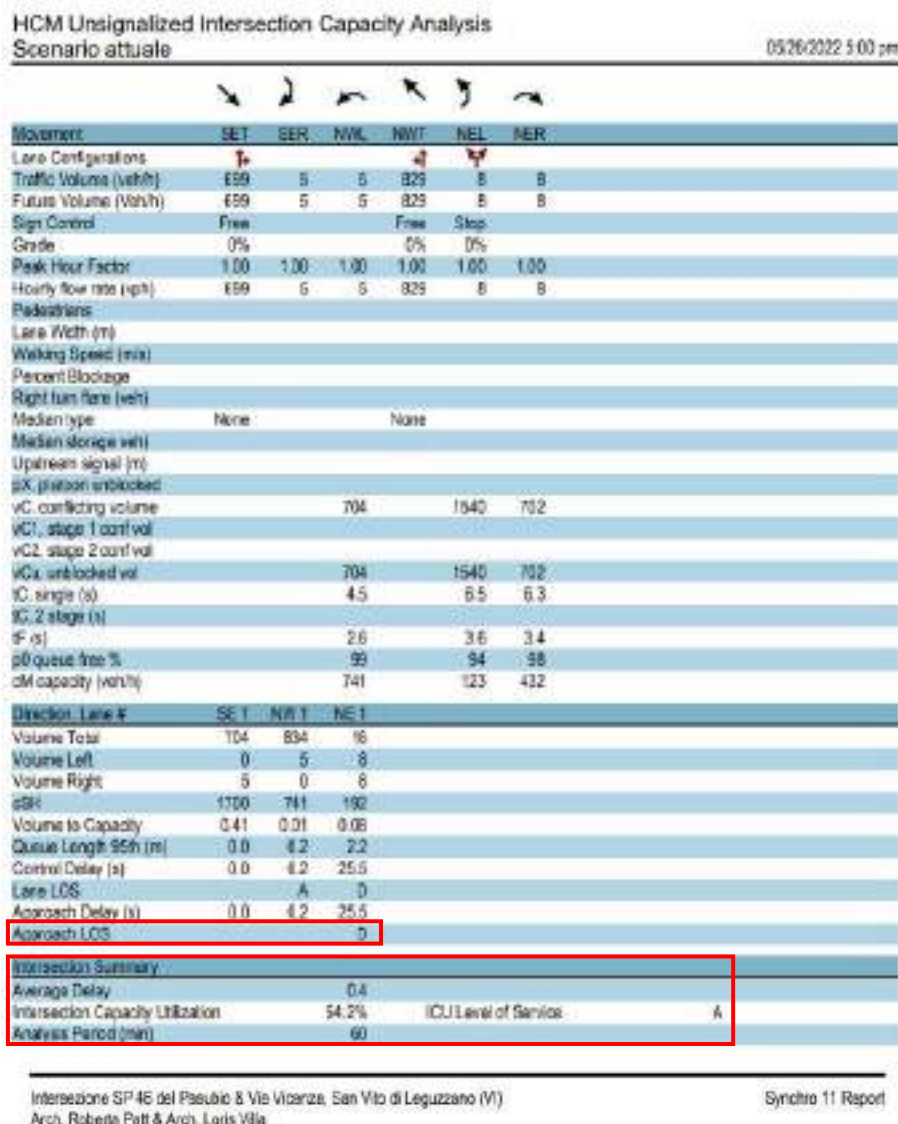 HCM Unsignalized Intersection Capacity Analysis
Scenario attuale 05/26/2022 5:00 pm
Movement SET SER NWL NWT NEL NER
Lane Configurations
Traffic Volume (veh/h) 699 5 5 829 8 8
Future Volume (Veh/h) 699 5 5 829 8 8
Sign Control Free Free Stop
Grade 0% 0% 0%
Peak Hour Factor 1.00 1.00 1.00 1.00 1.00 1.00
Hourly flow rate (vph) 699 5 5 829 8 8
Pedestrians
Lane Width (m)
Walking Speed (m/s)
Percent Blockage
Right turn flare (veh)
Median type None None
Median storage veh)
Upstream signal (m)
pX, platoon unblocked
vC, conflicting volume 704 1540 702
vC1, stage 1 conf vol
vC2, stage 2 conf vol
vCu, unblocked vol 704 1540 702
tC, single (s) 4.5 6.5 6.3
tC, 2 stage (s)
tF (s) 2.6 3.6 3.4
p0 queue free % 99 94 98
cM capacity (veh/h) 741 123 432
Direction, Lane # SE 1 NW 1 NE 1
Volume Total 704 834 16
Volume Left 0 5 8
Volume Right 5 0 8
cSH 1700 741 192
Volume to Capacity 0.41 0.01 0.08
Queue Length 95th (m) 0.0 0.2 2.2
Control Delay (s) 0.0 0.2 25.5
Lane LOS A D
Approach Delay (s) 0.0 0.2 25.5
Approach LOS D
Intersection Summary
Average Delay 0.4
Intersection Capacity Utilization 54.2% ICU Level of Service A
Analysis Period (min) 60
Intersezione SP 46 del Pasubio & Via Vicenza, San Vito di Leguzzano (VI) Synchro 11 Report
Arch. Roberta Patt & Arch. Loris Villa